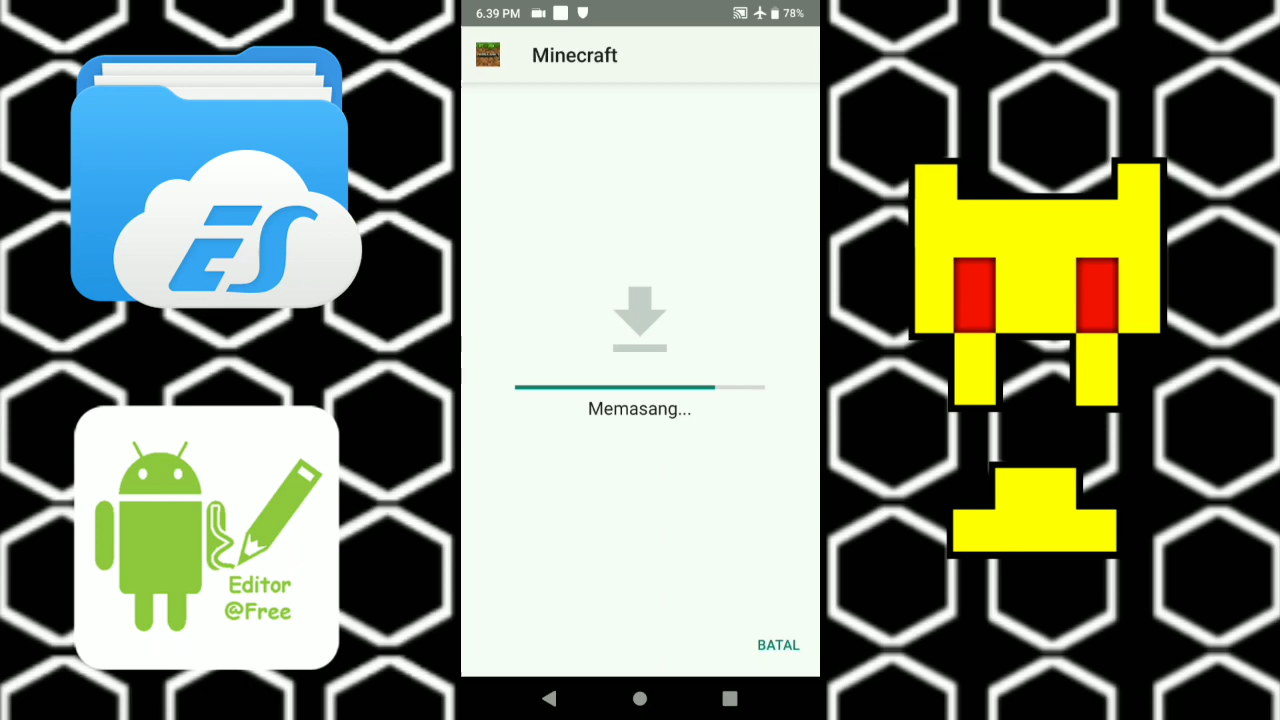 6.39 PM
78%
Minecraft
ES
Memasang...
Editor
@Free
BATAL